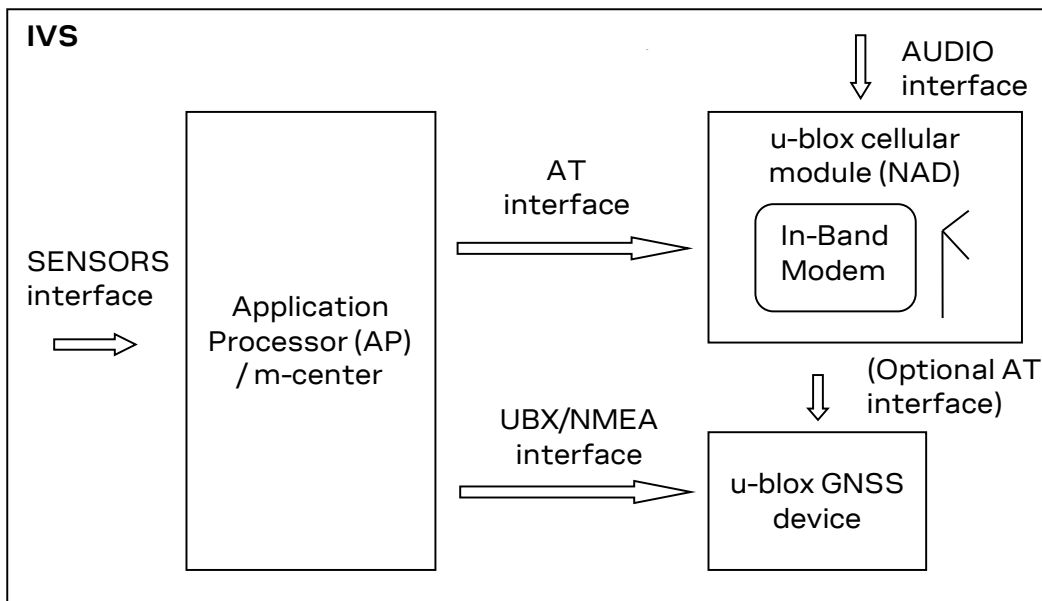 IVS
AUDIO
interface
u-blox cellular
module (NAD)
In-Band
Modem
AT
interface
SENSORS
interface
Application
Processor (AP)
/ m-center
(Optional AT
interface)
UBX/NMEA
interface
u-blox GNSS
device